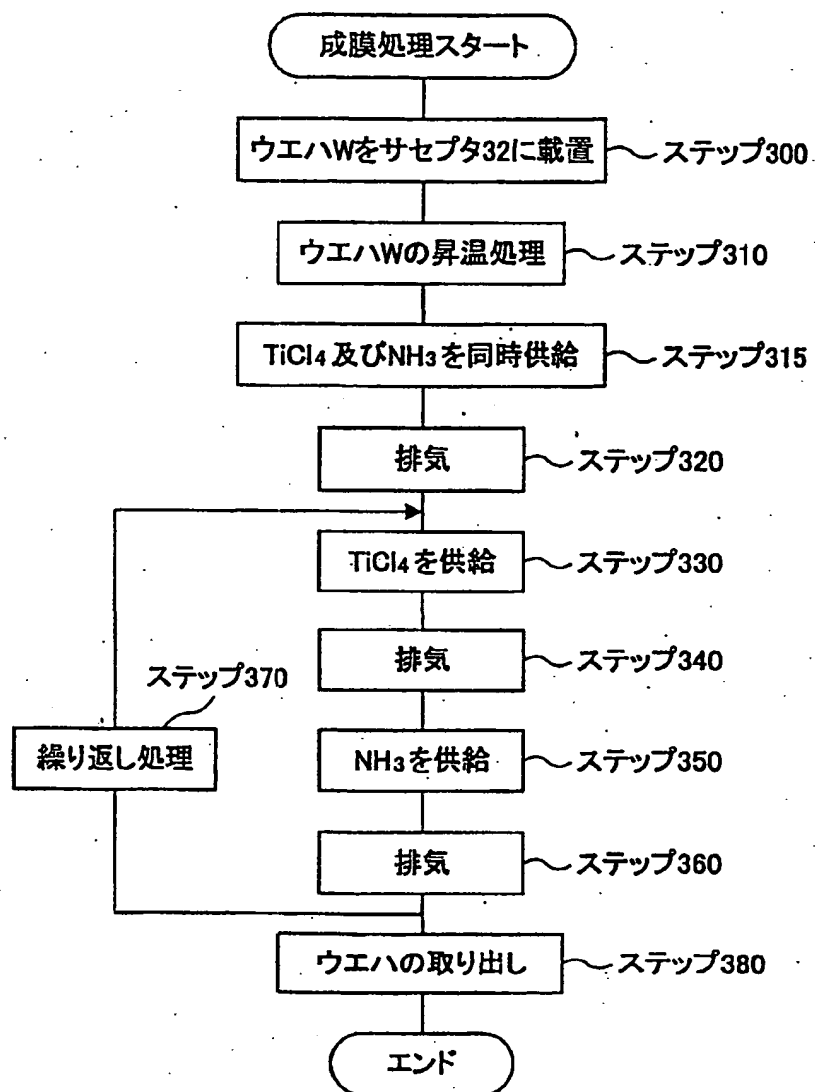 成膜処理スタート
ウエハWをサセプタ32に載置
ステップ300
ウエハWの昇温処理
ステップ310
TiCl4及びNH3を同時供給
ステップ315
排気
ステップ320
TiCl4を供給
ステップ330
排気
ステップ340
ステップ370
繰り返し処理
NH3を供給
ステップ350
排気
ステップ360
ウエハの取り出し
ステップ380
エンド